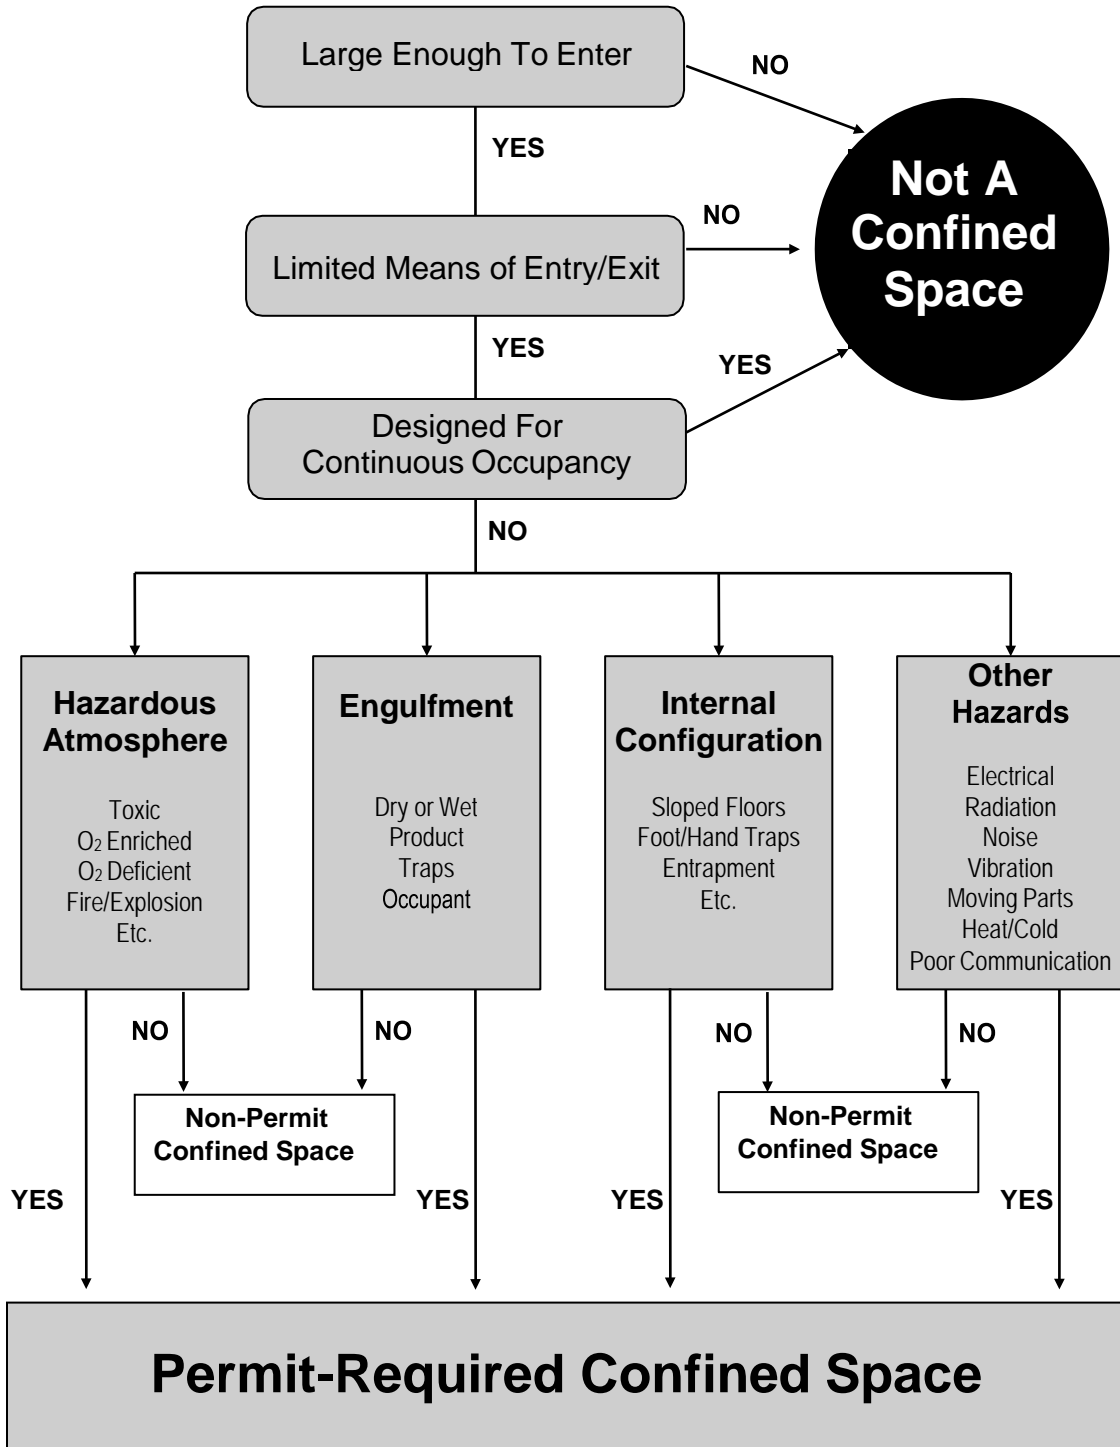 Large Enough To Enter
NO
YES
Not A
Confined
Space
NO
Limited Means of Entry/Exit
YES
YES
Designed For
Continuous Occupancy
NO
Hazardous
Atmosphere
Toxic
O2 Enriched
O2 Deficient
Fire/Explosion
Etc.
Engulfment
Dry or Wet
Product
Traps
Occupant
Internal
Configuration
Sloped Floors
Foot/Hand Traps
Entrapment
Etc.
Other
Hazards
Electrical
Radiation
Noise
Vibration
Moving Parts
Heat/Cold
Poor Communication
NO
NO
NO
NO
Non-Permit
Confined Space
Non-Permit
Confined Space
YES
YES
YES
YES
Permit-Required Confined Space